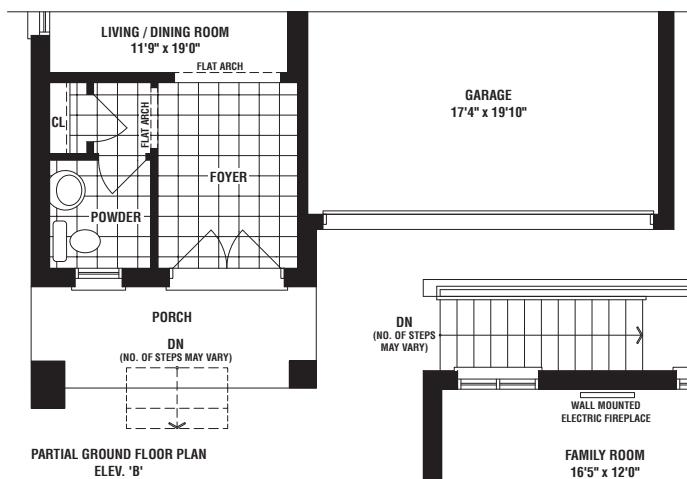 LIVING / DINING ROOM
11'9" x 19'0"
FLAT ARCH
GARAGE
17'4" x 19'10"
CL
FLAT ARCH
FOYER
POWDER
PORCH
DN
(NO. OF STEPS MAY VARY)
DN
(NO. OF STEPS
MAY VARY)
WALL MOUNTED
ELECTRIC FIREPLACE
PARTIAL GROUND FLOOR PLAN
ELEV. 'B'
FAMILY ROOM
16'5" x 12'0"